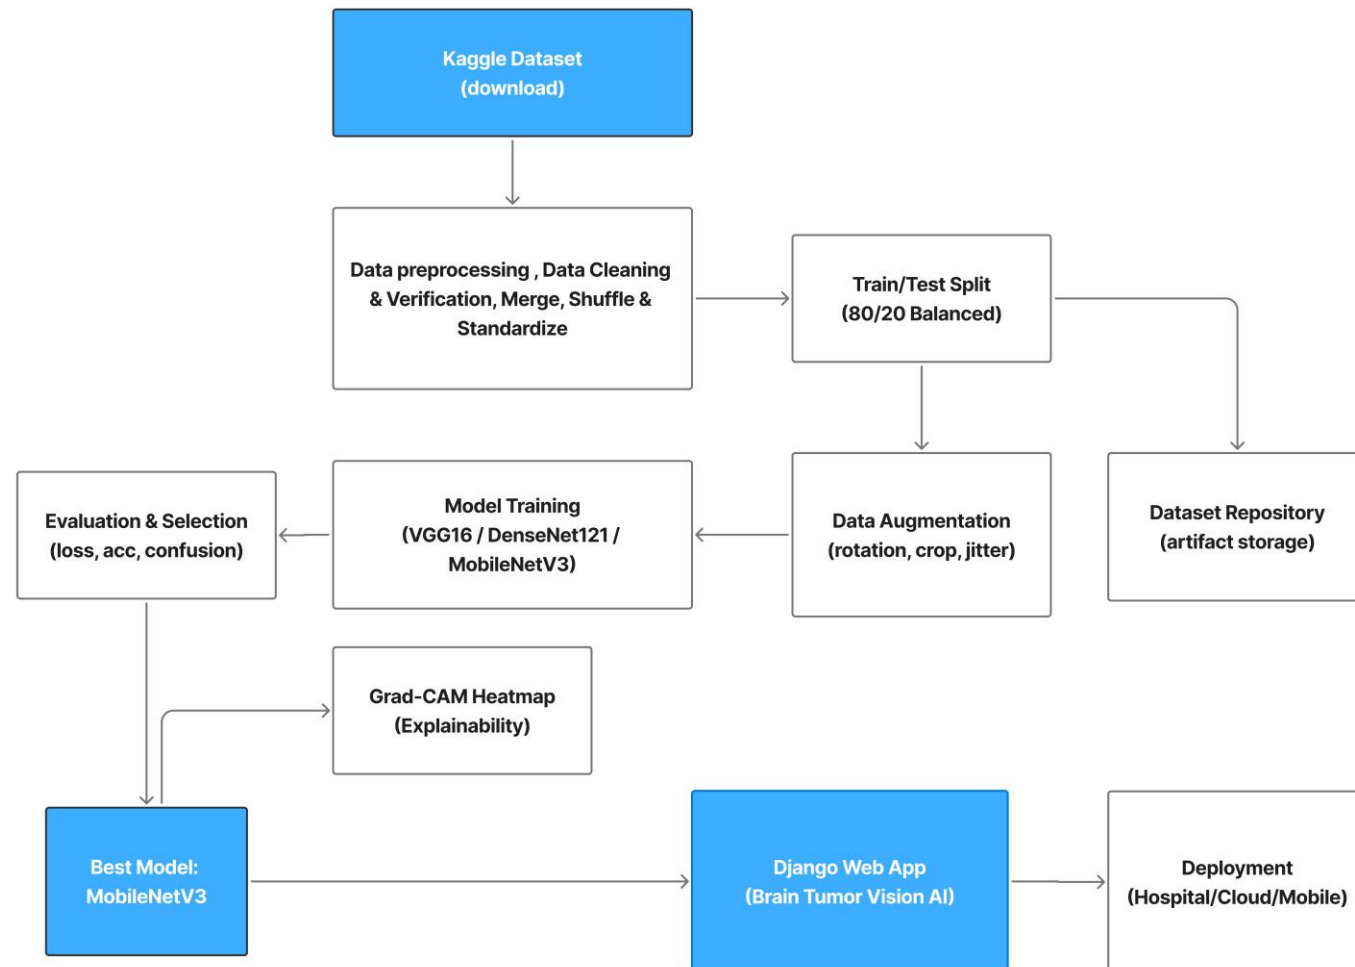 Kaggle Dataset
(download)
Data preprocessing , Data Cleaning
& Verification, Merge, Shuffle &
Standardize
Train/Test Split
(80/20 Balanced)
Evaluation & Selection
(loss, acc, confusion)
Model Training
(VGG16 / DenseNet121 /
MobileNetV3)
Data Augmentation
(rotation, crop, jitter)
Dataset Repository
(artifact storage)
Grad-CAM Heatmap
(Explainability)
Best Model:
MobileNetV3
Django Web App
(Brain Tumor Vision AI)
Deployment
(Hospital/Cloud/Mobile)